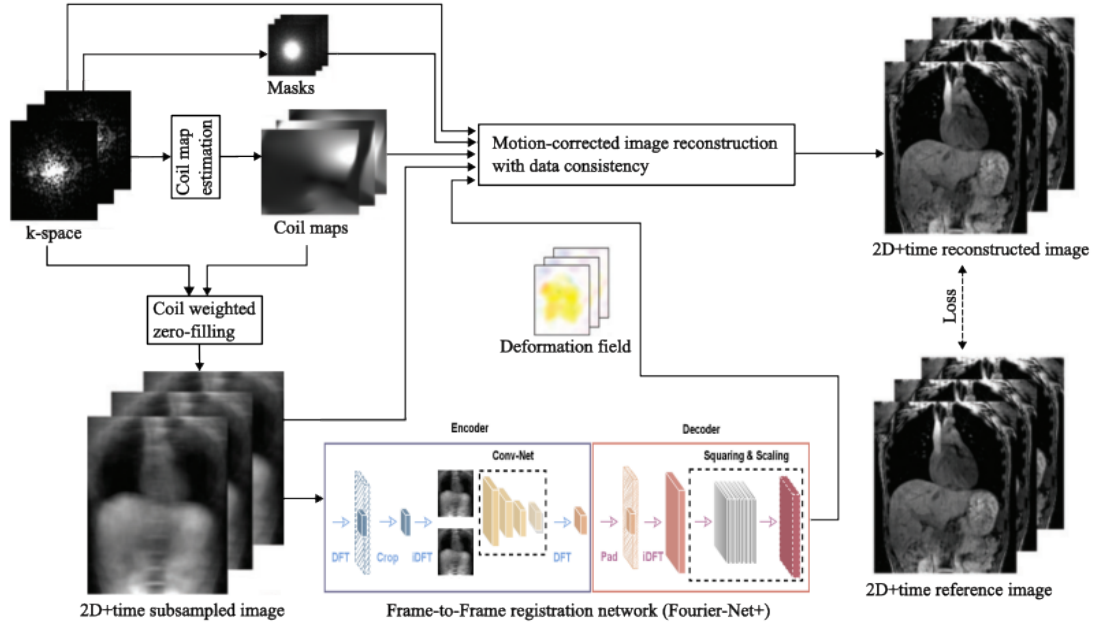 Masks
Coil map
estimation
k-space
Coil maps
Motion-corrected image reconstruction
with data consistency
2D+time reconstructed image
Coil weighted
zero-filling
Deformation field
Loss
2D+time subsampled image
Encoder
Decoder
Conv-Net
Squaring & Scaling
DFT
Crop
iDFT
DFT
Pad
iDFT
Frame-to-Frame registration network (Fourier-Net+)
2D+time reference image